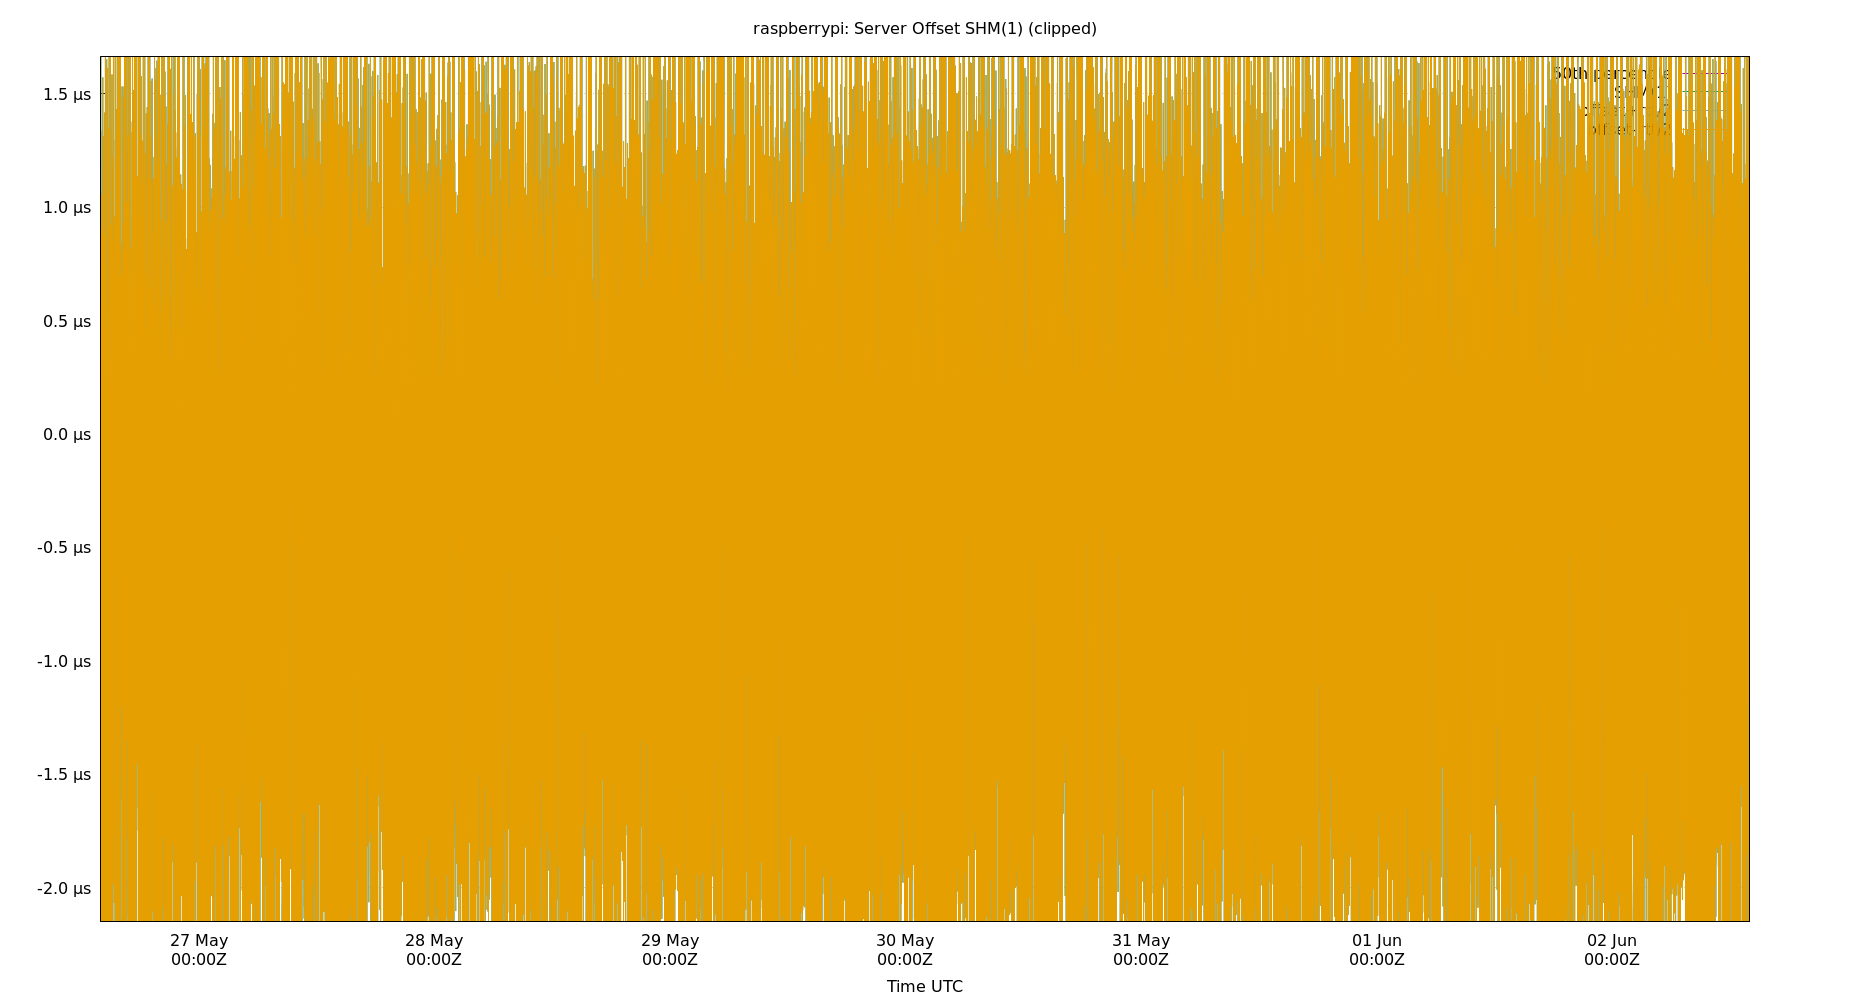 raspberrypi: Server Offset SHM(1) (clipped)
1.5 µs
1.0 µs
0.5 µs
0.0 µs
-0.5 µs
-1.0 µs
-1.5 µs
-2.0 µs
27 May
00:00Z
28 May
00:00Z
29 May
00:00Z
30 May
00:00Z
31 May
00:00Z
01 Jun
00:00Z
02 Jun
00:00Z
Time UTC